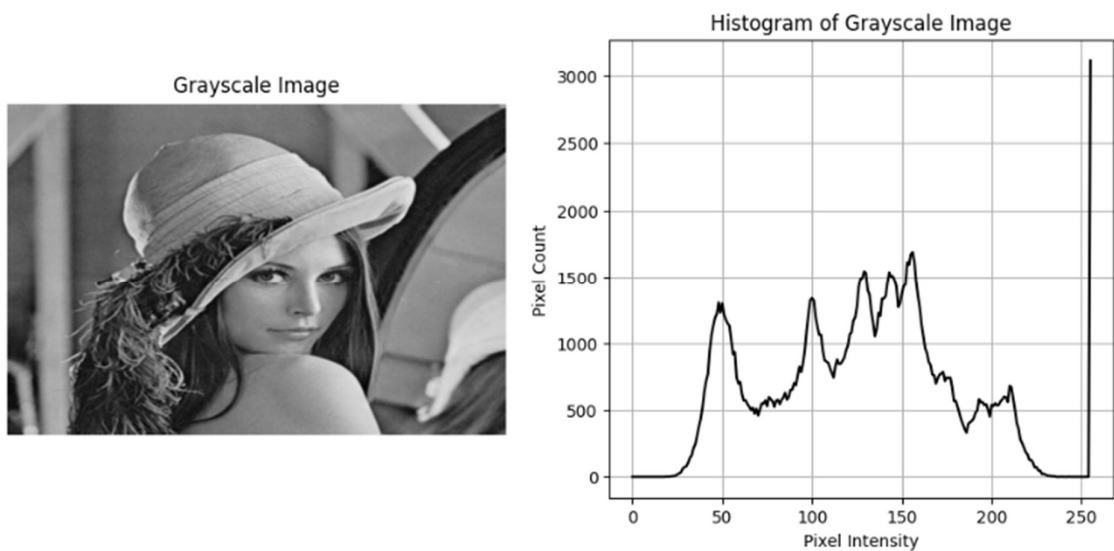 Grayscale Image
Histogram of Grayscale Image
Pixel Count
3000
2500
2000
1500
1000
500
0
0 50 100 150 200 250
Pixel Intensity